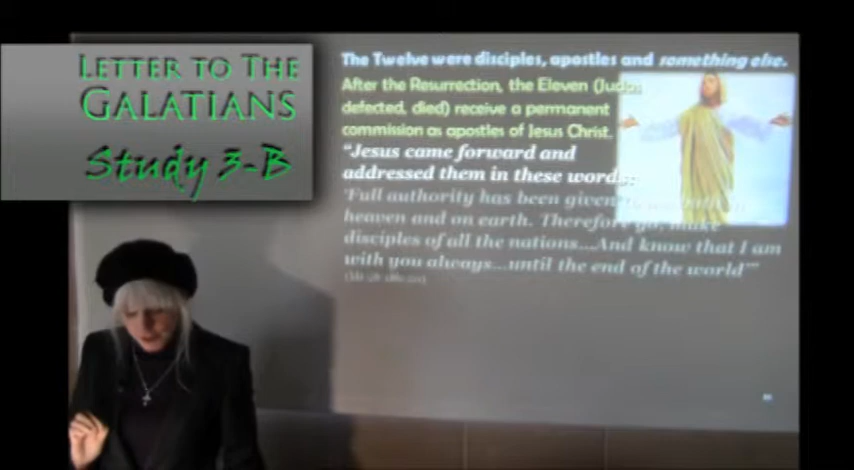 LETTER TO THE
GALATIANS
Study 3-B
The Twelve were disciples, apostles and something else.
After the Resurrection, the Eleven (Judas
defected, died) receive a permanent
commission as apostles of Jesus Christ.
"Jesus came forward and
addressed them in these words:
'Full authority has been given
heaven and on earth. Therefore go, make
disciples of all the nations...And know that I am
with you always...until the end of the world'"